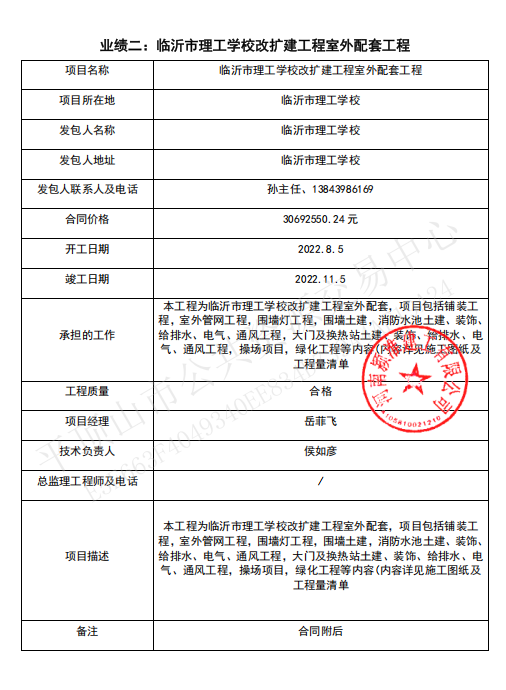 业绩二：临沂市理工学校改扩建工程室外配套工程
项目名称 临沂市理工学校改扩建工程室外配套工程
项目所在地 临沂市理工学校
发包人名称 临沂市理工学校
发包人地址 临沂市理工学校
发包人联系人及电话 孙主任、13843986169
合同价格 30692550.24 元
开工日期 2022.8.5
竣工日期 2022.11.5
承担的工作
本工程为临沂市理工学校改扩建工程室外配套，项目包括铺装工
程，室外管网工程，围墙灯工程，围墙土建，消防水池土建、装饰、
给排水、电气、通风工程，大门及换热站土建、装饰、给排水、电
气、通风工程，操场项目，绿化工程等内容(内容详见施工图纸及
工程量清单
工程质量 合格
项目经理 岳菲飞
技术负责人 侯如彦
总监理工程师及电话 /
项目描述
本工程为临沂市理工学校改扩建工程室外配套，项目包括铺装工
程，室外管网工程，围墙灯工程，围墙土建，消防水池土建、装饰、
给排水、电气、通风工程，大门及换热站土建、装饰、给排水、电
气、通风工程，操场项目，绿化工程等内容(内容详见施工图纸及
工程量清单
备注 合同附后